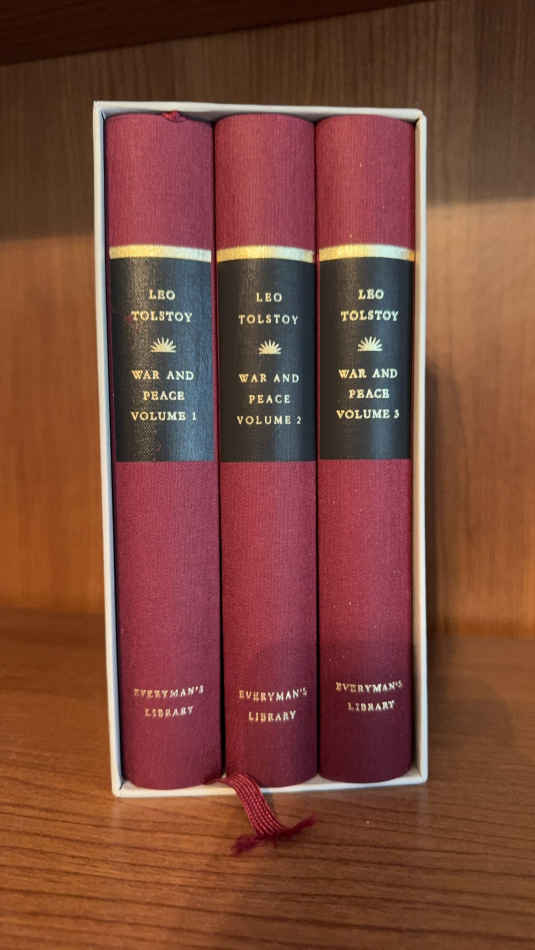 LEO
TOLSTOY
WAR AND
PEACE
VOLUME 1
EVERYMAN'S
LIBRARY
LEO
TOLSTOY
WAR AND
PEACE
VOLUME 2
EVERYMAN'S
LIBRARY
LEO
TOLSTOY
WAR AND
PEACE
VOLUME 3
EVERYMAN'S
LIBRARY